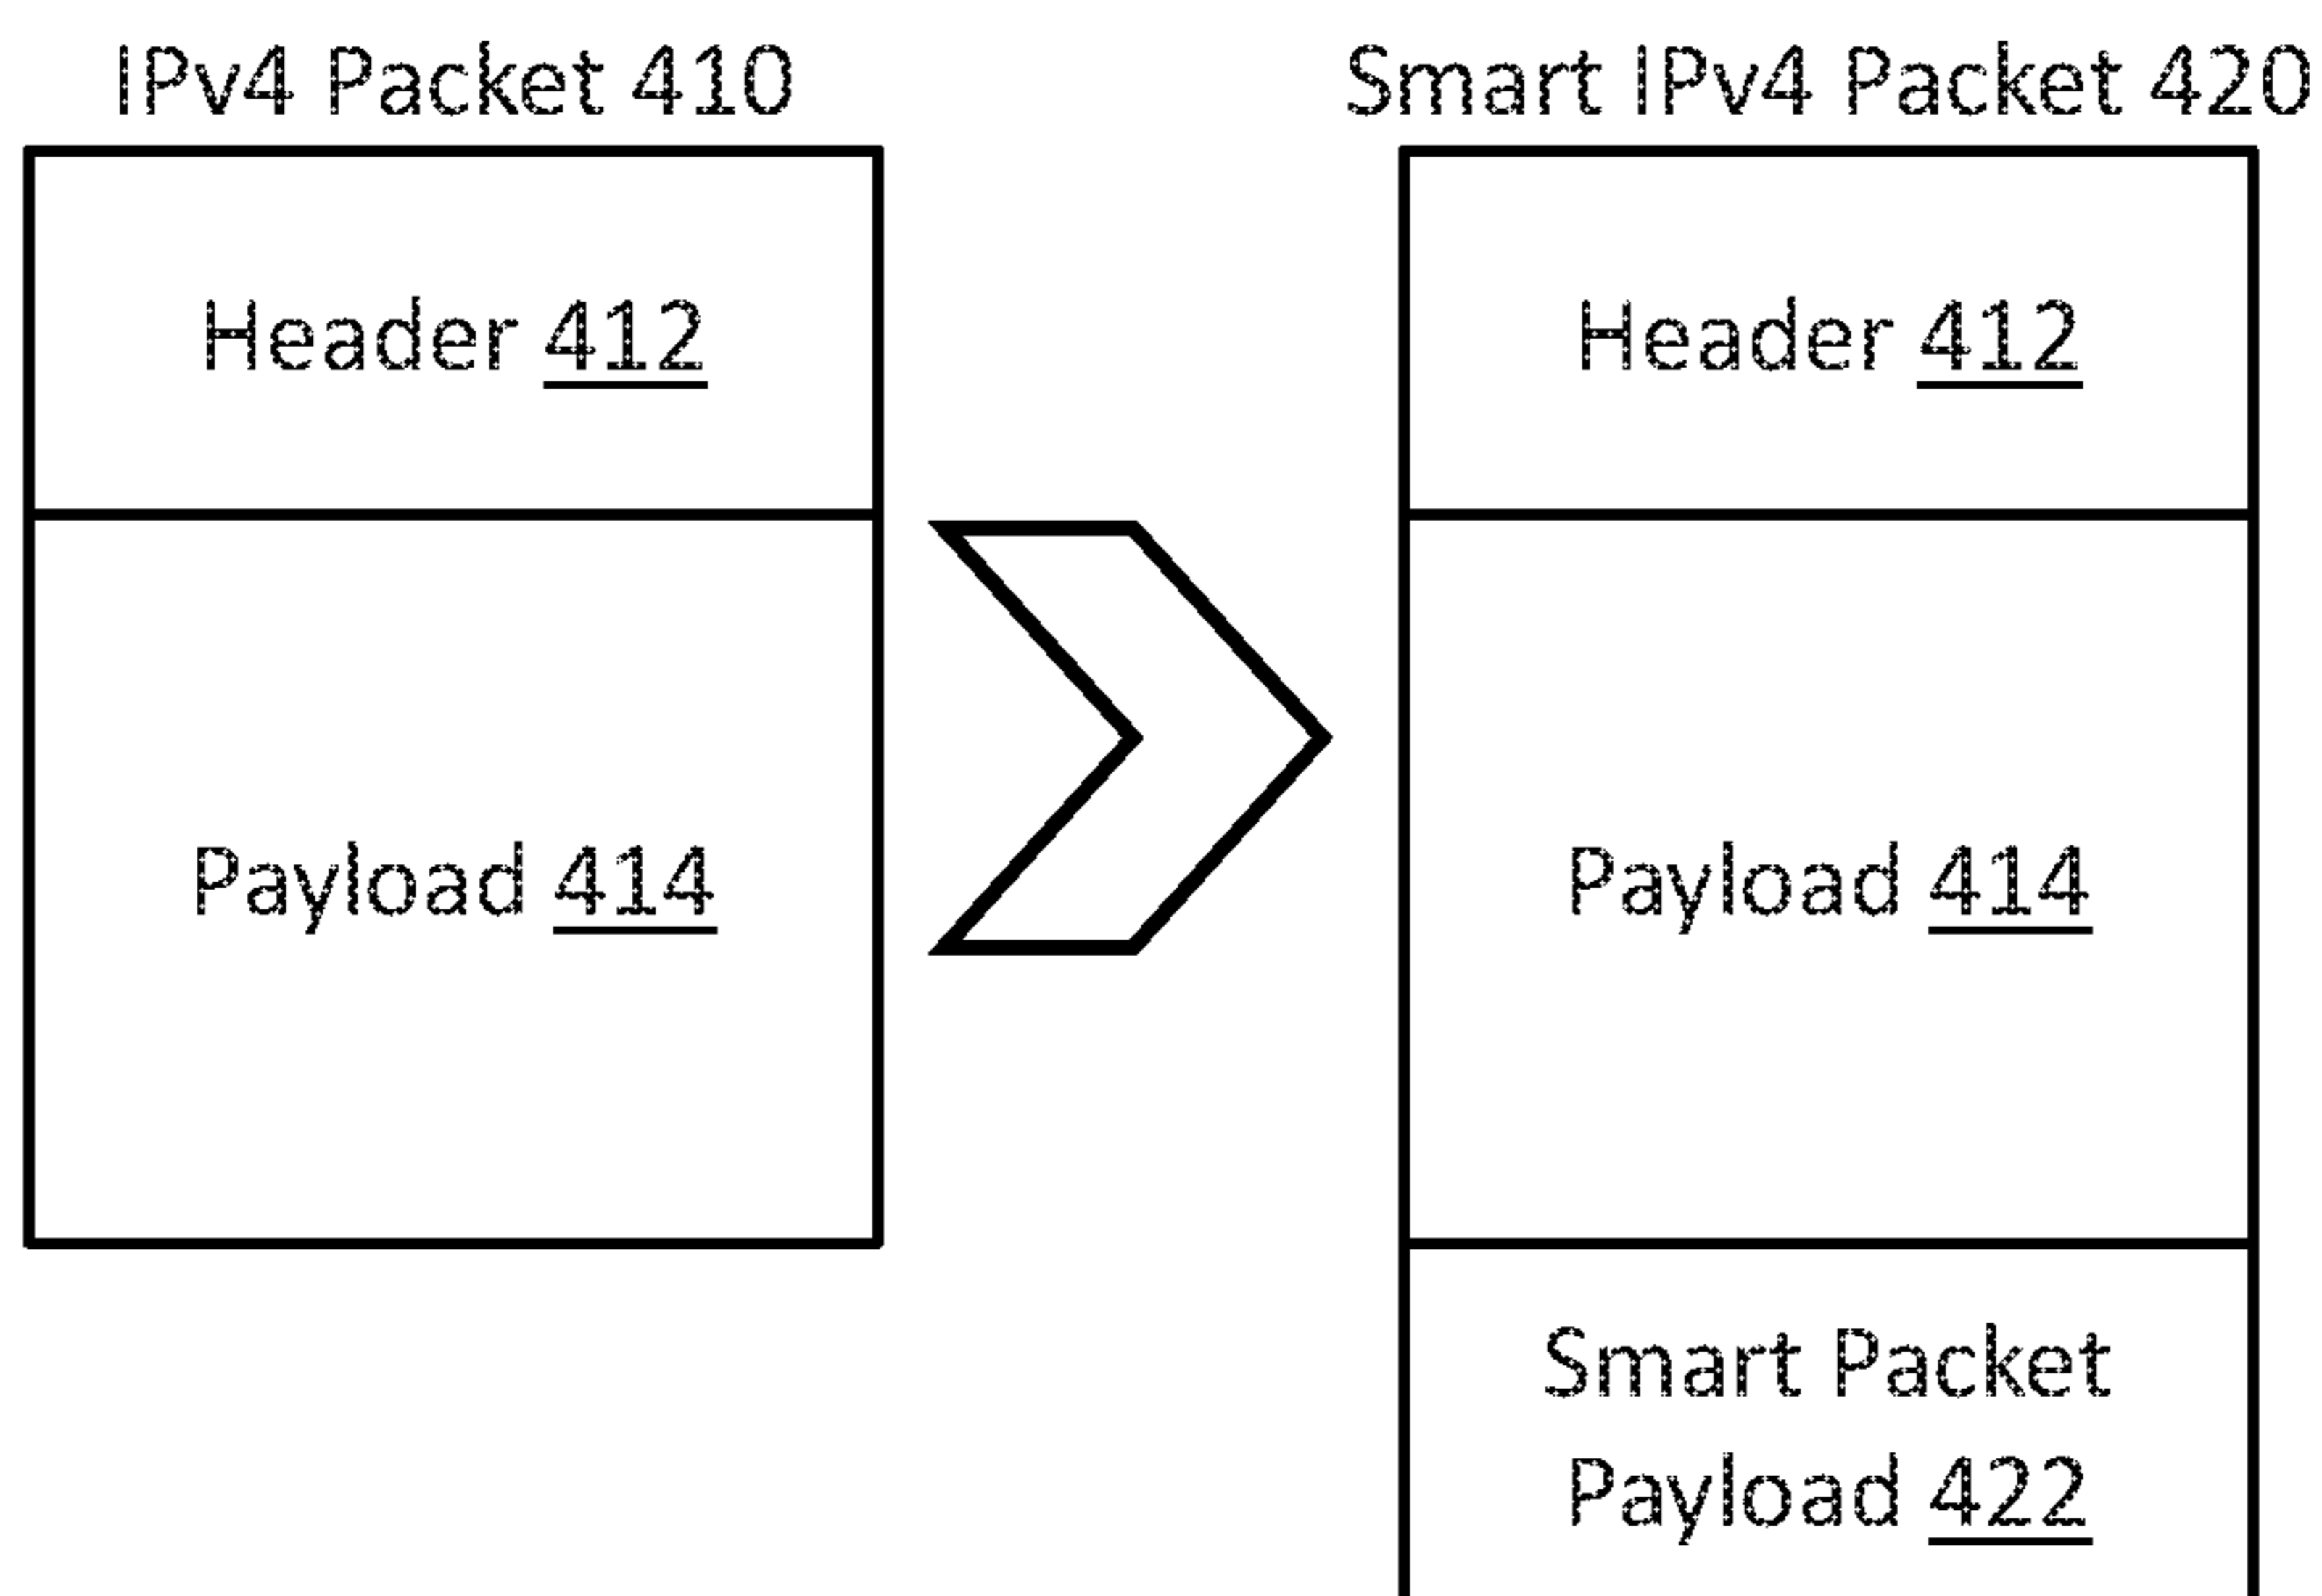 IPv4 Packet 410
Header 412
Payload 414
Smart IPv4 Packet 420
Header 412
Payload 414
Smart Packet
Payload 422